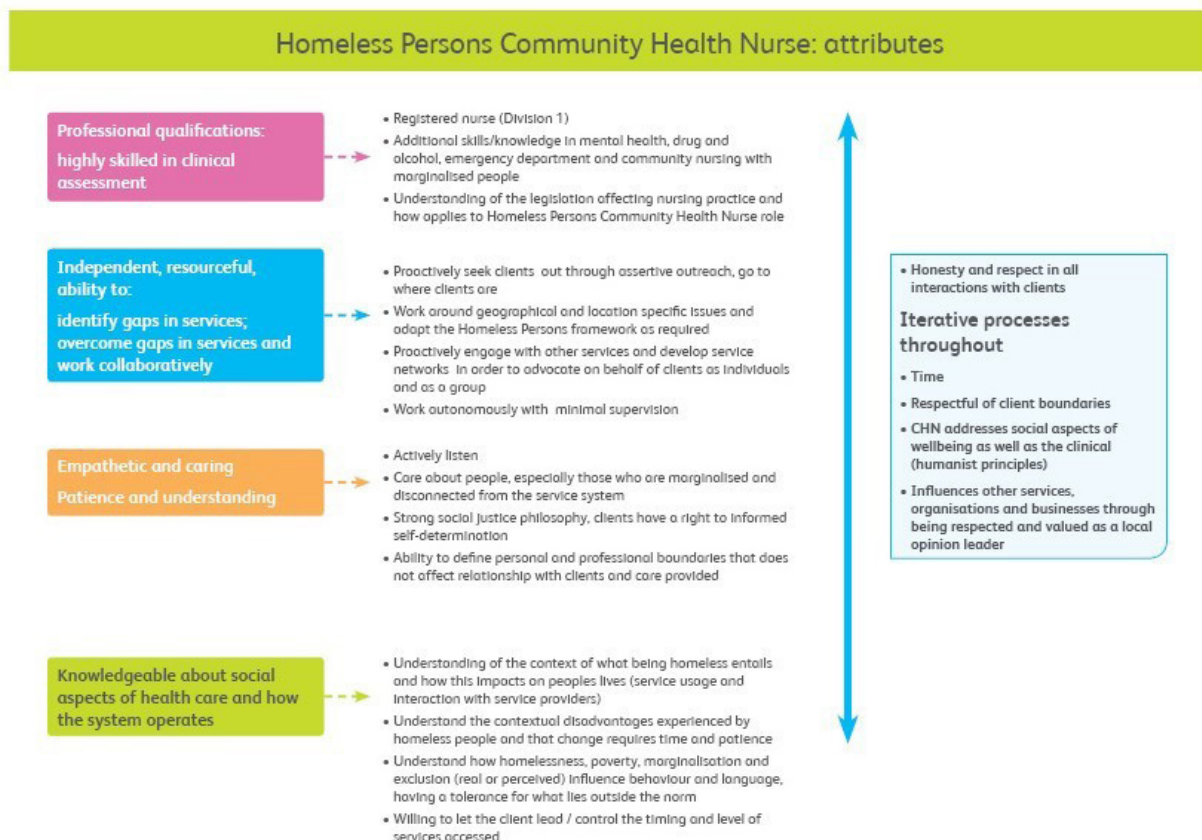 Homeless Persons Community Health Nurse: attributes
Professional qualifications:
highly skilled in clinical
assessment
• Registered nurse (Division 1)
• Additional skills/knowledge in mental health, drug and
alcohol, emergency department and community nursing with
marginalised people
• Understanding of the legislation affecting nursing practice and
how applies to Homeless Persons Community Health Nurse role
Independent, resourceful,
ability to:
identify gaps in services;
overcome gaps in services and
work collaboratively
• Proactively seek clients out through assertive outreach, go to
where clients are
• Work around geographical and location specific issues and
adapt the Homeless Persons framework as required
• Proactively engage with other services and develop service
networks in order to advocate on behalf of clients as individuals
and as a group
• Work autonomously with minimal supervision
Empathetic and caring
Patience and understanding
• Actively listen
• Care about people, especially those who are marginalised and
disconnected from the service system
• Strong social justice philosophy, clients have a right to informed
self-determination
• Ability to define personal and professional boundaries that does
not affect relationship with clients and care provided
Knowledgeable about social
aspects of health care and how
the system operates
• Understanding of the context of what being homeless entails
and how this impacts on peoples lives (service usage and
interaction with service providers)
• Understand the contextual disadvantages experienced by
homeless people and that change requires time and patience
• Understand how homelessness, poverty, marginalisation and
exclusion (real or perceived) influence behaviour and language,
having a tolerance for what lies outside the norm
• Willing to let the client lead / control the timing and level of
services accessed
• Honesty and respect in all
interactions with clients
Iterative processes
throughout
• Time
• Respectful of client boundaries
• CHN addresses social aspects of
wellbeing as well as the clinical
(humanist principles)
• Influences other services,
organisations and businesses through
being respected and valued as a local
opinion leader